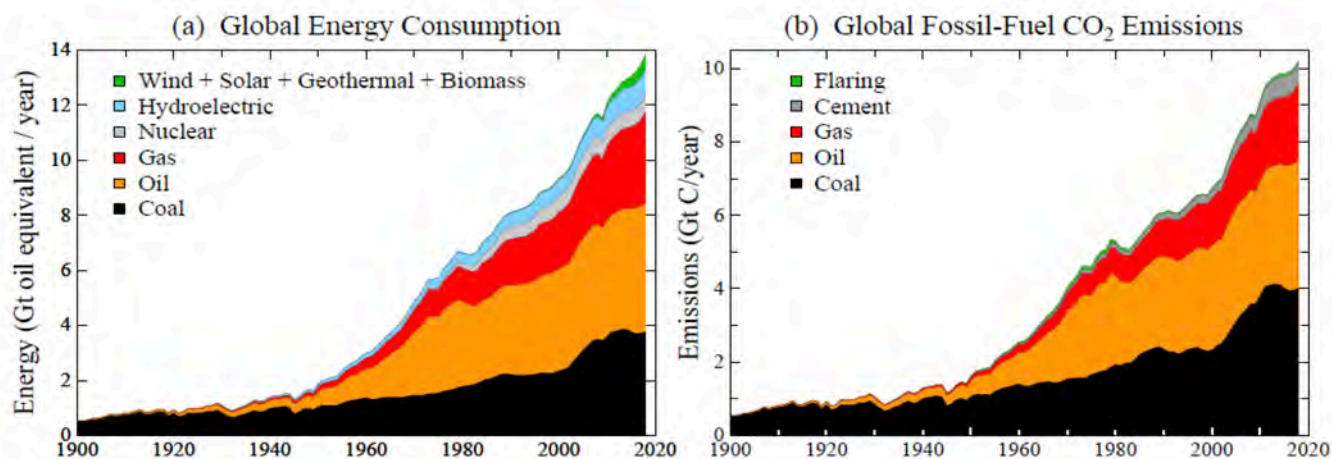 (a) Global Energy Consumption
Energy (Gt oil equivalent / year)
14
12
10
8
6
4
2
0
Wind + Solar + Geothermal + Biomass
Hydroelectric
Nuclear
Gas
Oil
Coal
1900 1920 1940 1960 1980 2000 2020
(b) Global Fossil-Fuel CO₂ Emissions
Emissions (Gt C/year)
10
8
6
4
2
0
Flaring
Cement
Gas
Oil
Coal
1900 1920 1940 1960 1980 2000 2020